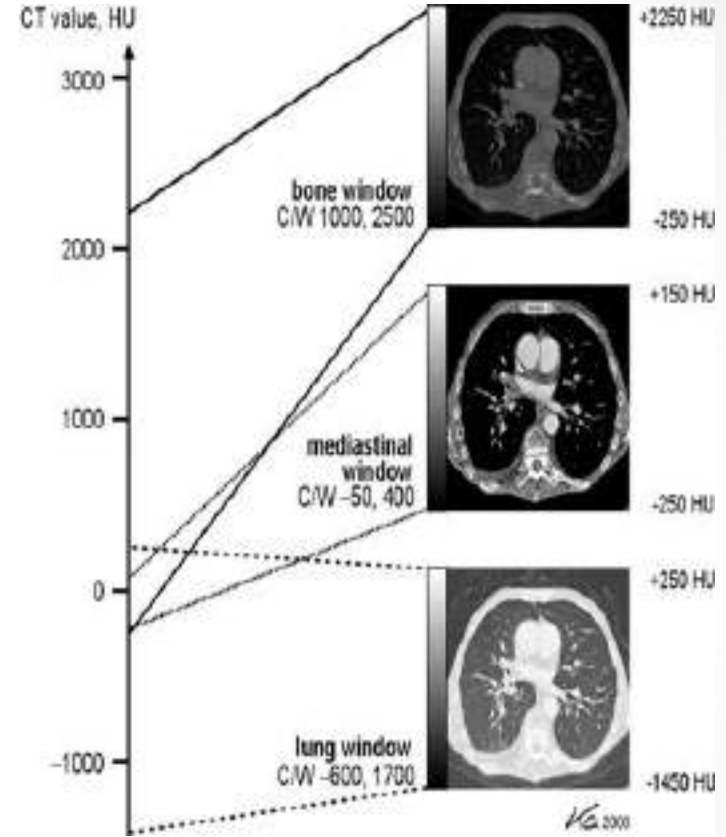 CT value, HU
+2250 HU
3000
bone window
C/W 1000, 2500
-250 HU
2000
+150 HU
1000
mediastinal
window
C/W –50, 400
-250 HU
+250 HU
0
lung window
C/W –600, 1700
–1000
-1450 HU
2000